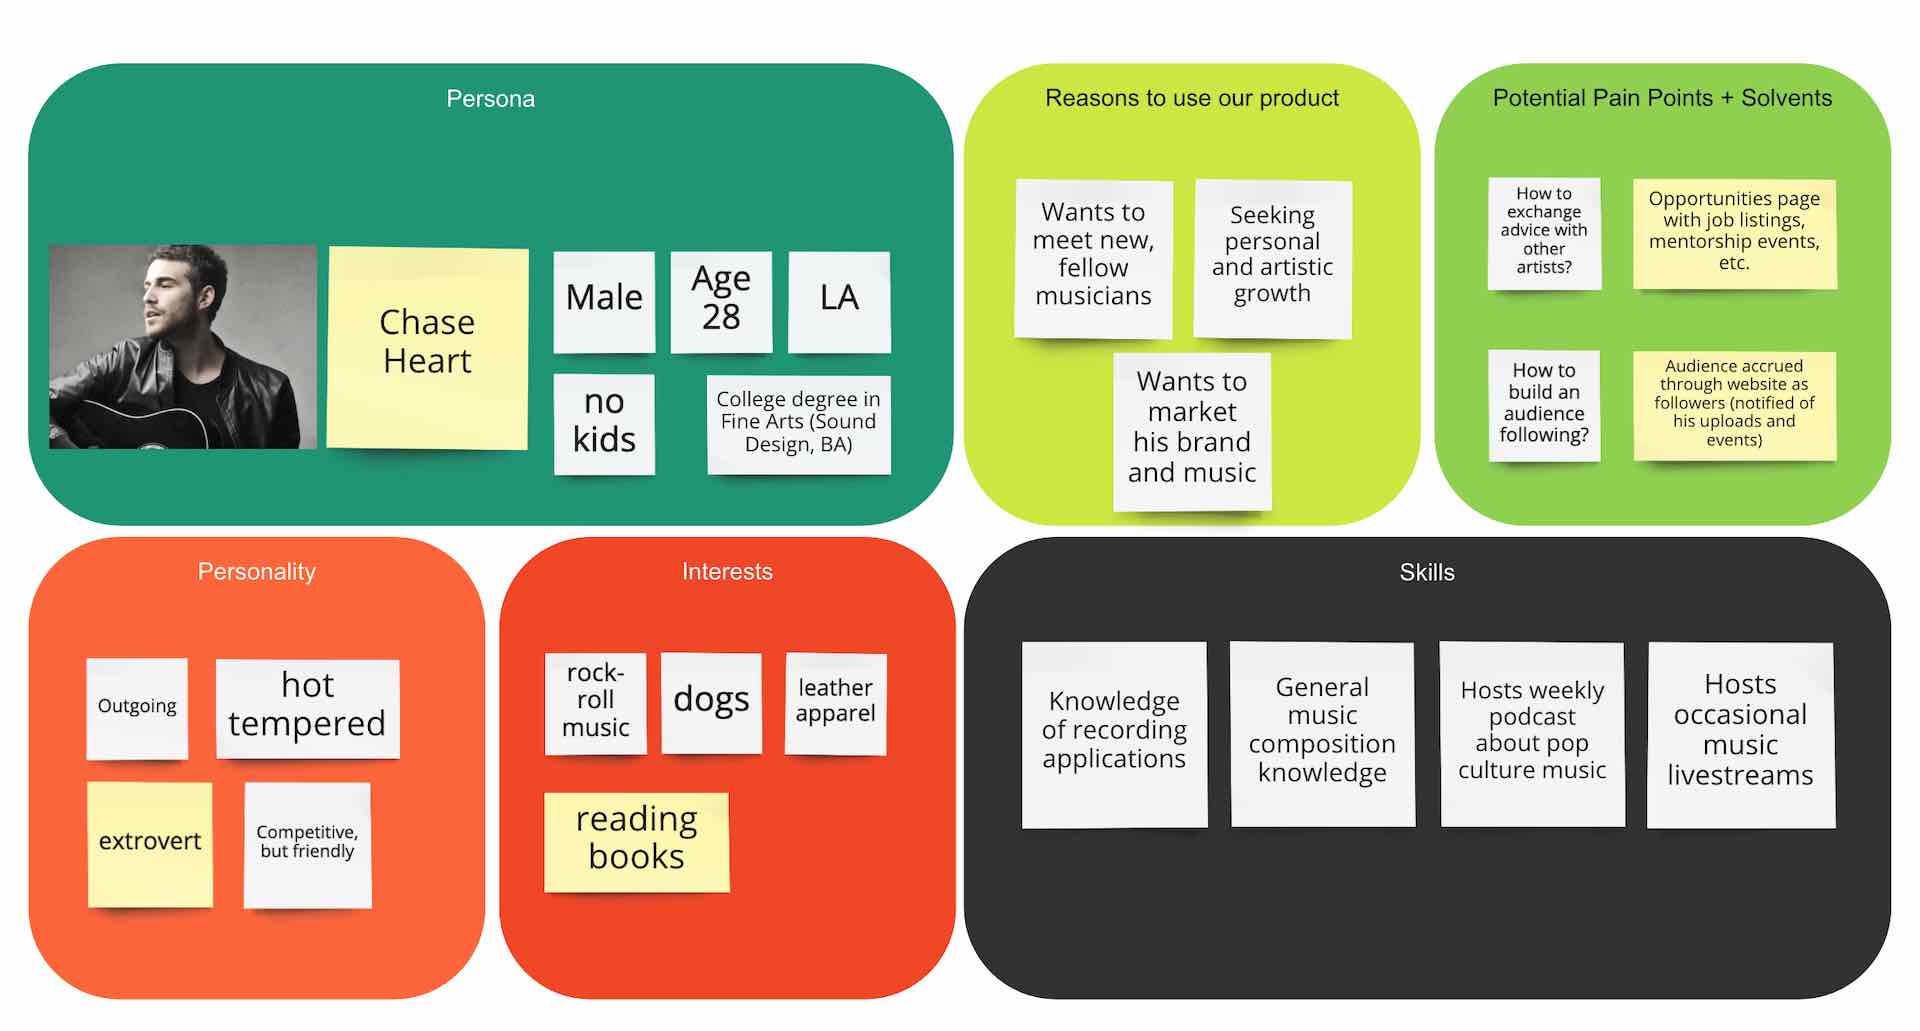 Persona
Chase
Heart
Male
Age
28
LA
no
kids
College degree in
Fine Arts (Sound
Design, BA)
Reasons to use our product
Wants to
meet new,
fellow
musicians
Seeking
personal
and artistic
growth
Wants to
market
his brand
and music
Potential Pain Points + Solvents
How to
exchange
advice with
other
artists?
Opportunities page
with job listings,
mentorship events,
etc.
How to
build an
audience
following?
Audience accrued
through website as
followers (notified of
his uploads and
events)
Personality
Outgoing
hot
tempered
extrovert
Competitive,
but friendly
Interests
rock-
roll
music
dogs
leather
apparel
reading
books
Skills
Knowledge
of recording
applications
General
music
composition
knowledge
Hosts weekly
podcast
about pop
culture music
Hosts
occasional
music
livestreams